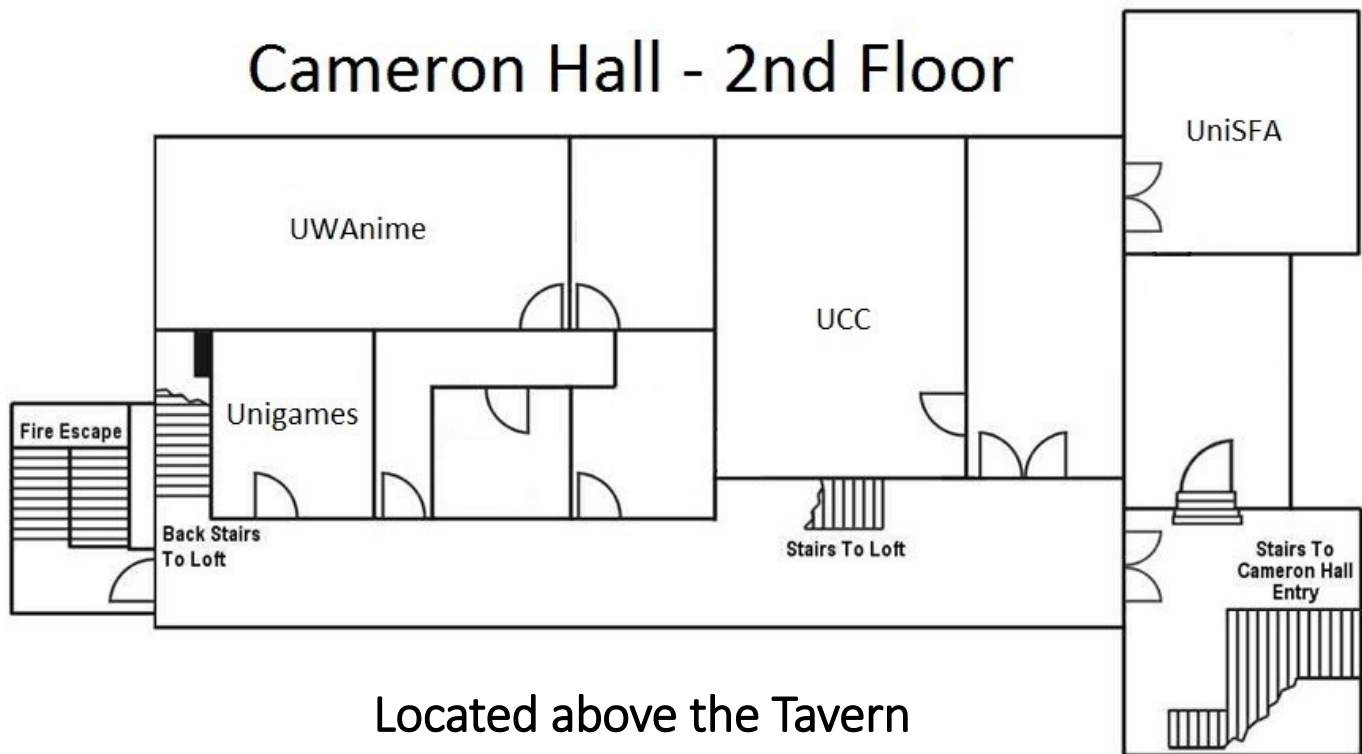 Cameron Hall - 2nd Floor
UniSFA
UWAnime
UCC
Unigames
Fire Escape
Back Stairs
To Loft
Stairs To Loft
Stairs To
Cameron Hall
Entry
Located above the Tavern